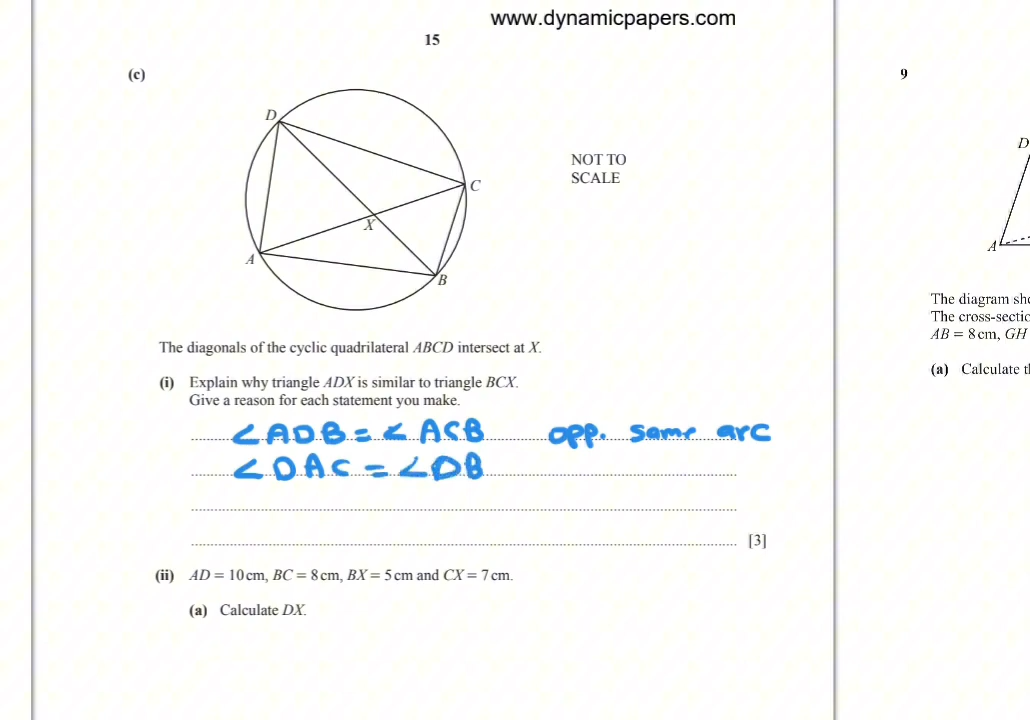 www.dynamicpapers.com
15
(c)
9
D
D
NOT TO
SCALE
C
X
A
A
B
The diagonals of the cyclic quadrilateral ABCD intersect at X.
(i) Explain why triangle ADX is similar to triangle BCX.
Give a reason for each statement you make.
∠ADB = ∠ACB opp. same arc
∠DAC = ∠DB
[3]
(ii) AD = 10 cm, BC = 8 cm, BX = 5 cm and CX = 7 cm.
(a) Calculate DX.
The diagram sh
The cross-sectio
AB = 8 cm, GH
(a) Calculate t